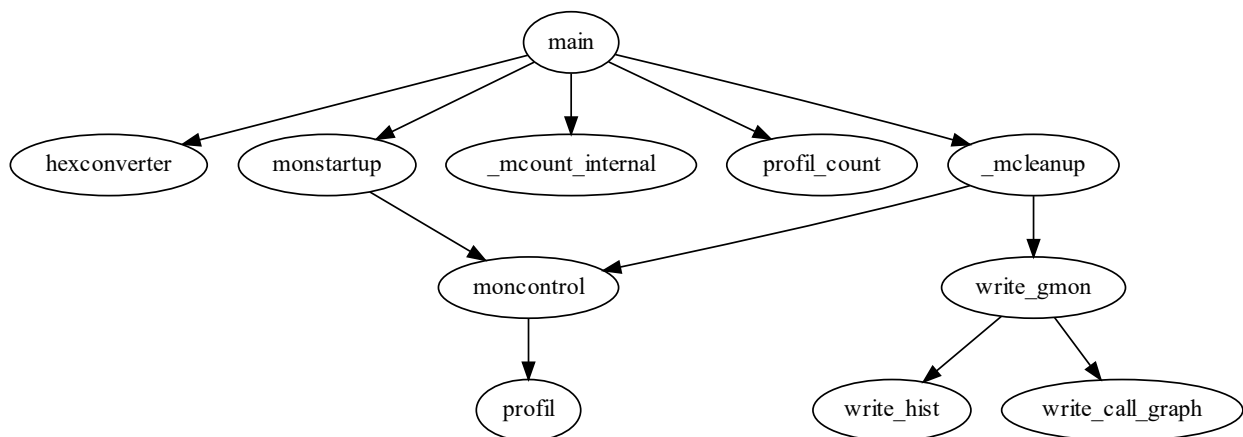 main
hexconverter
monstartup
_mcount_internal
profil_count
_mcleanup
moncontrol
write_gmon
profil
write_hist
write_call_graph